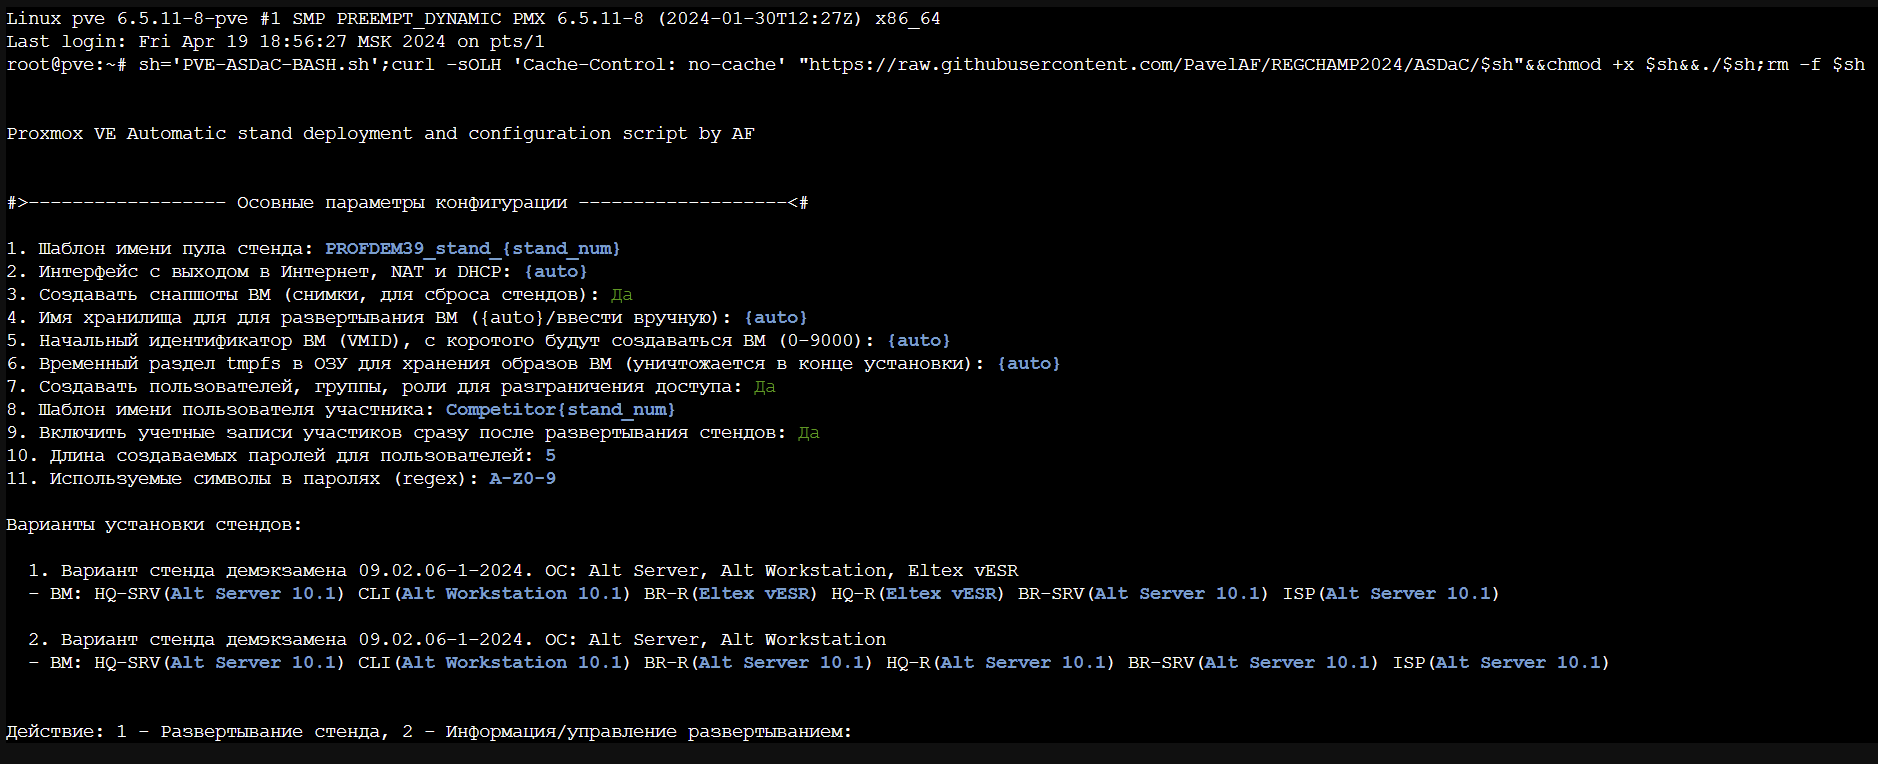 Linux pve 6.5.11-8-pve #1 SMP PREEMPT_DYNAMIC PMX 6.5.11-8 (2024-01-30T12:27Z) x86_64
Last login: Fri Apr 19 18:56:27 MSK 2024 on pts/1
root@pve:~# sh='PVE-ASDaC-BASH.sh';curl -sOLH 'Cache-Control: no-cache' "https://raw.githubusercontent.com/PavelAF/REGCHAMP2024/ASDaC/$sh"&&chmod +x $sh&&./$sh;rm -f $sh
Proxmox VE Automatic stand deployment and configuration script by AF
#>------------------ Осовные параметры конфигурации -------------------<#
1. Шаблон имени пула стенда: PROFDEM39_stand_{stand_num}
2. Интерфейс с выходом в Интернет, NAT и DHCP: {auto}
3. Создавать снапшоты ВМ (снимки, для сброса стендов): Да
4. Имя хранилища для для развертывания ВМ ({auto}/ввести вручную): {auto}
5. Начальный идентификатор ВМ (VMID), с коротого будут создаваться ВМ (0-9000): {auto}
6. Временный раздел tmpfs в ОЗУ для хранения образов ВМ (уничтожается в конце установки): {auto}
7. Создавать пользователей, группы, роли для разграничения доступа: Да
8. Шаблон имени пользователя участника: Competitor{stand_num}
9. Включить учетные записи участиков сразу после развертывания стендов: Да
10. Длина создаваемых паролей для пользователей: 5
11. Используемые символы в паролях (regex): A-Z0-9
Варианты установки стендов:
1. Вариант стенда демэкзамена 09.02.06-1-2024. ОС: Alt Server, Alt Workstation, Eltex vESR
- ВМ: HQ-SRV(Alt Server 10.1) CLI(Alt Workstation 10.1) BR-R(Eltex vESR) HQ-R(Eltex vESR) BR-SRV(Alt Server 10.1) ISP(Alt Server 10.1)
2. Вариант стенда демэкзамена 09.02.06-1-2024. ОС: Alt Server, Alt Workstation
- ВМ: HQ-SRV(Alt Server 10.1) CLI(Alt Workstation 10.1) BR-R(Alt Server 10.1) HQ-R(Alt Server 10.1) BR-SRV(Alt Server 10.1) ISP(Alt Server 10.1)
Действие: 1 - Развертывание стенда, 2 - Информация/управление развертыванием: